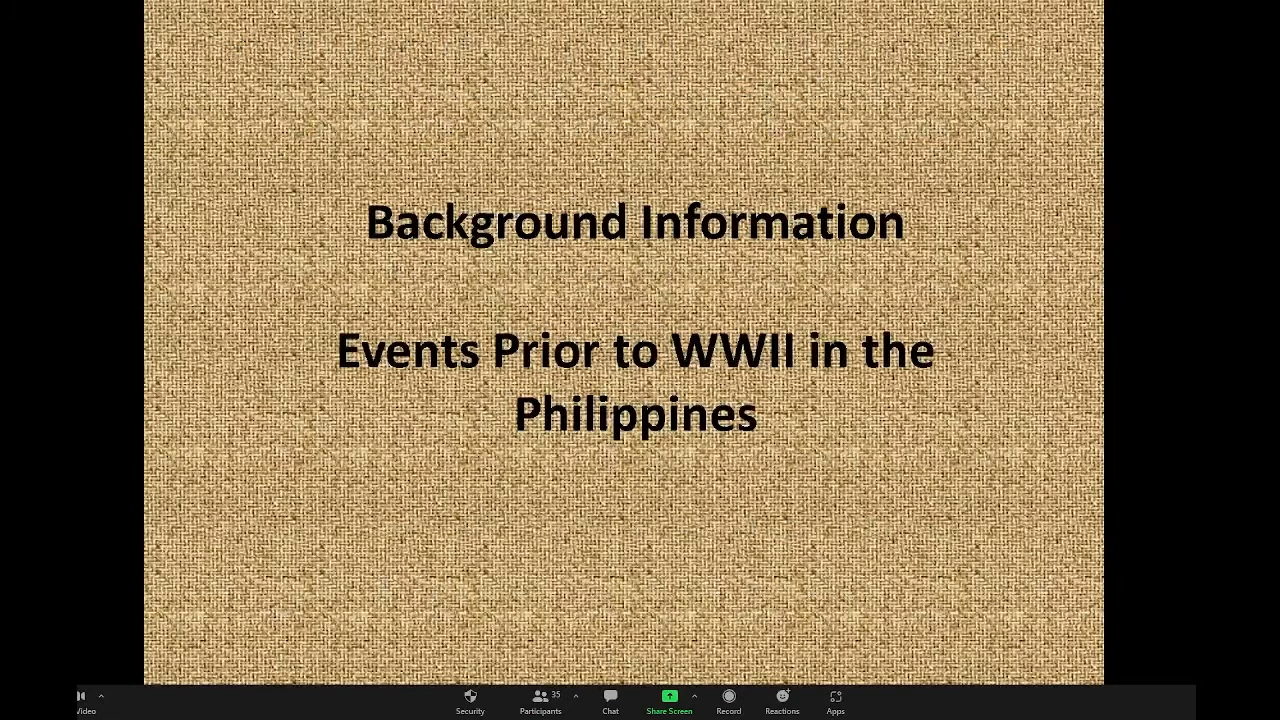 Background Information
Events Prior to WWII in the
Philippines
Video
Security
Participants
35
Chat
Share Screen
Record
Reactions
Apps